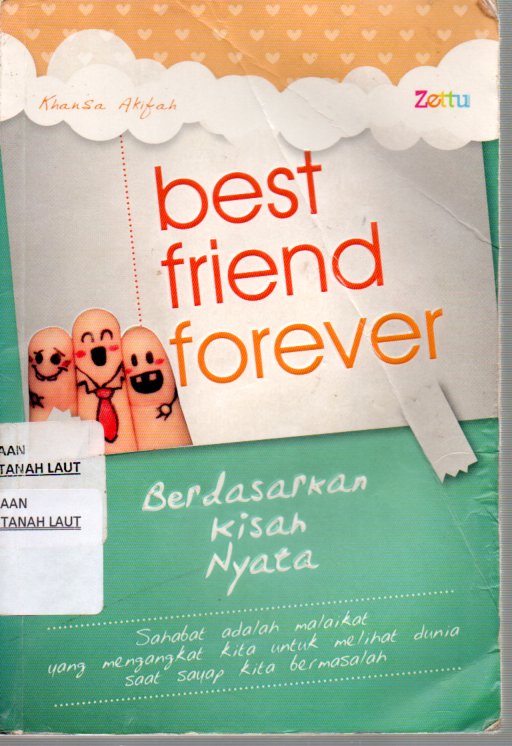 Khansa Akifah
Zettu
best
friend
forever
AAN
TANAH LAUT
AAN
TANAH LAUT
Berdasarkan
Kisah
Nyata
Sahabat adalah malaikat
yang mengangkat kita untuk melihat dunia
saat sayap kita bermasalah